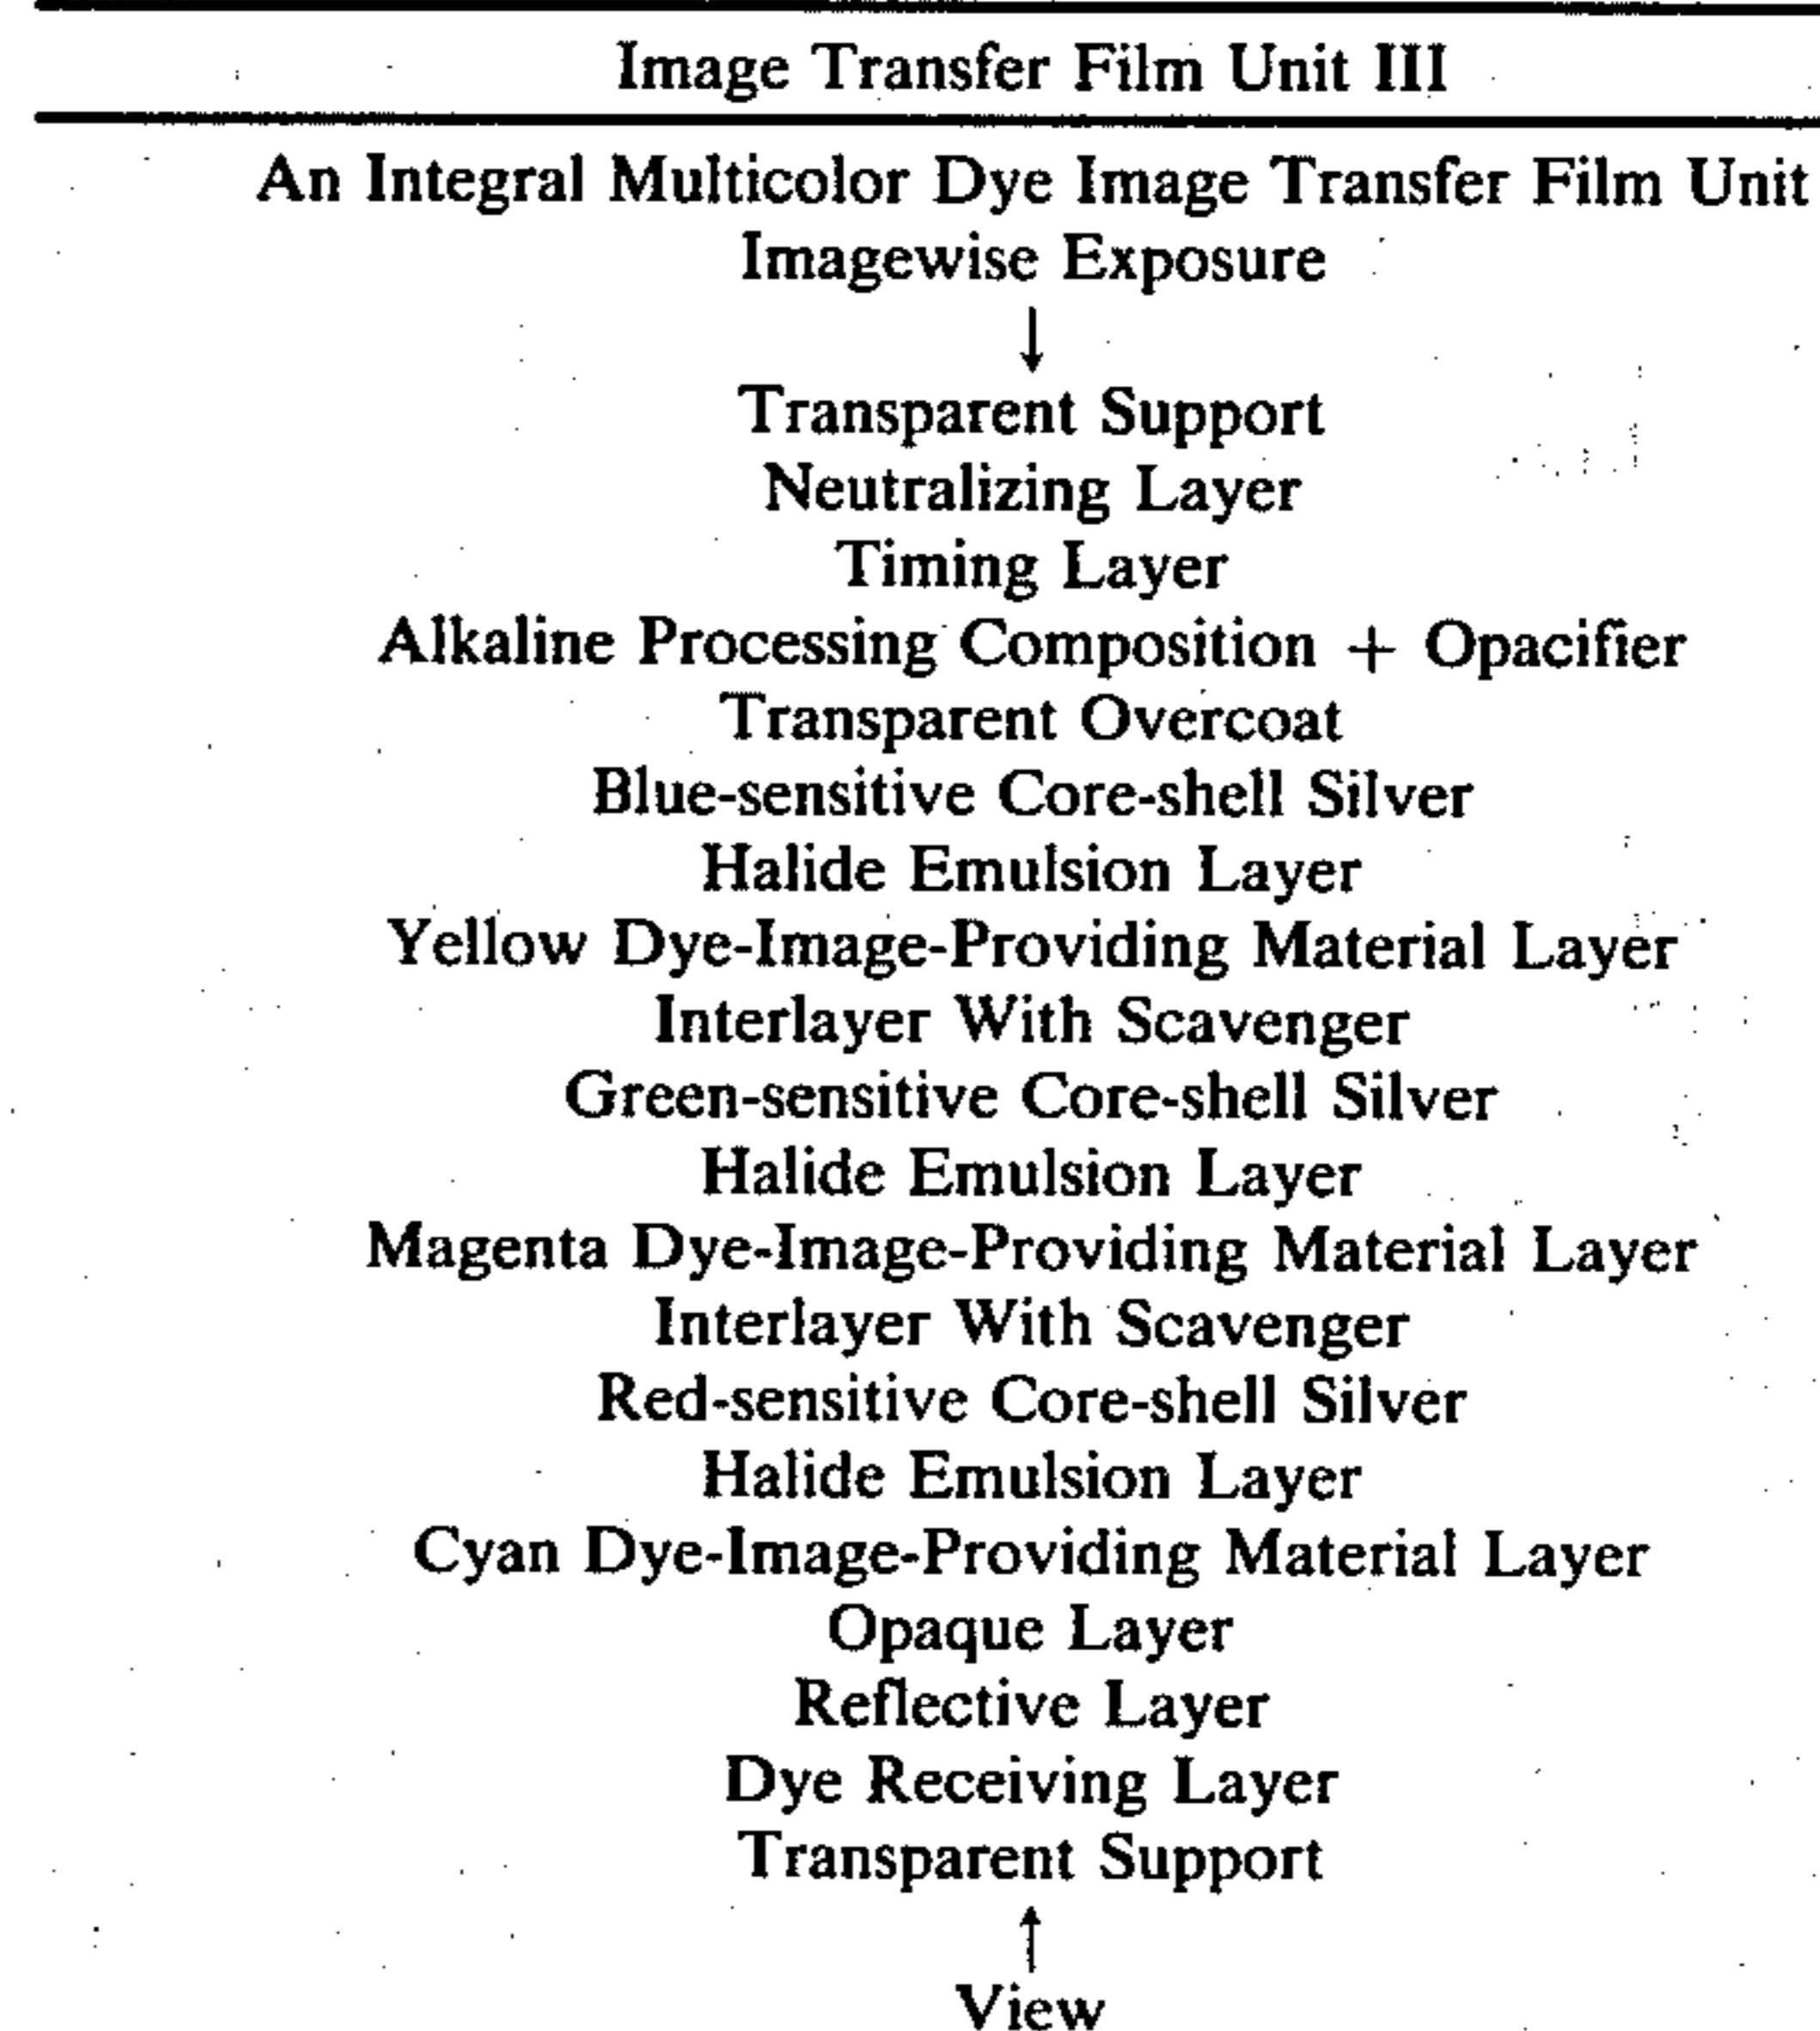 Image Transfer Film Unit III
An Integral Multicolor Dye Image Transfer Film Unit
Imagewise Exposure
↓
Transparent Support
Neutralizing Layer
Timing Layer
Alkaline Processing Composition + Opacifier
Transparent Overcoat
Blue-sensitive Core-shell Silver
Halide Emulsion Layer
Yellow Dye-Image-Providing Material Layer
Interlayer With Scavenger
Green-sensitive Core-shell Silver
Halide Emulsion Layer
Magenta Dye-Image-Providing Material Layer
Interlayer With Scavenger
Red-sensitive Core-shell Silver
Halide Emulsion Layer
Cyan Dye-Image-Providing Material Layer
Opaque Layer
Reflective Layer
Dye Receiving Layer
Transparent Support
↑
View